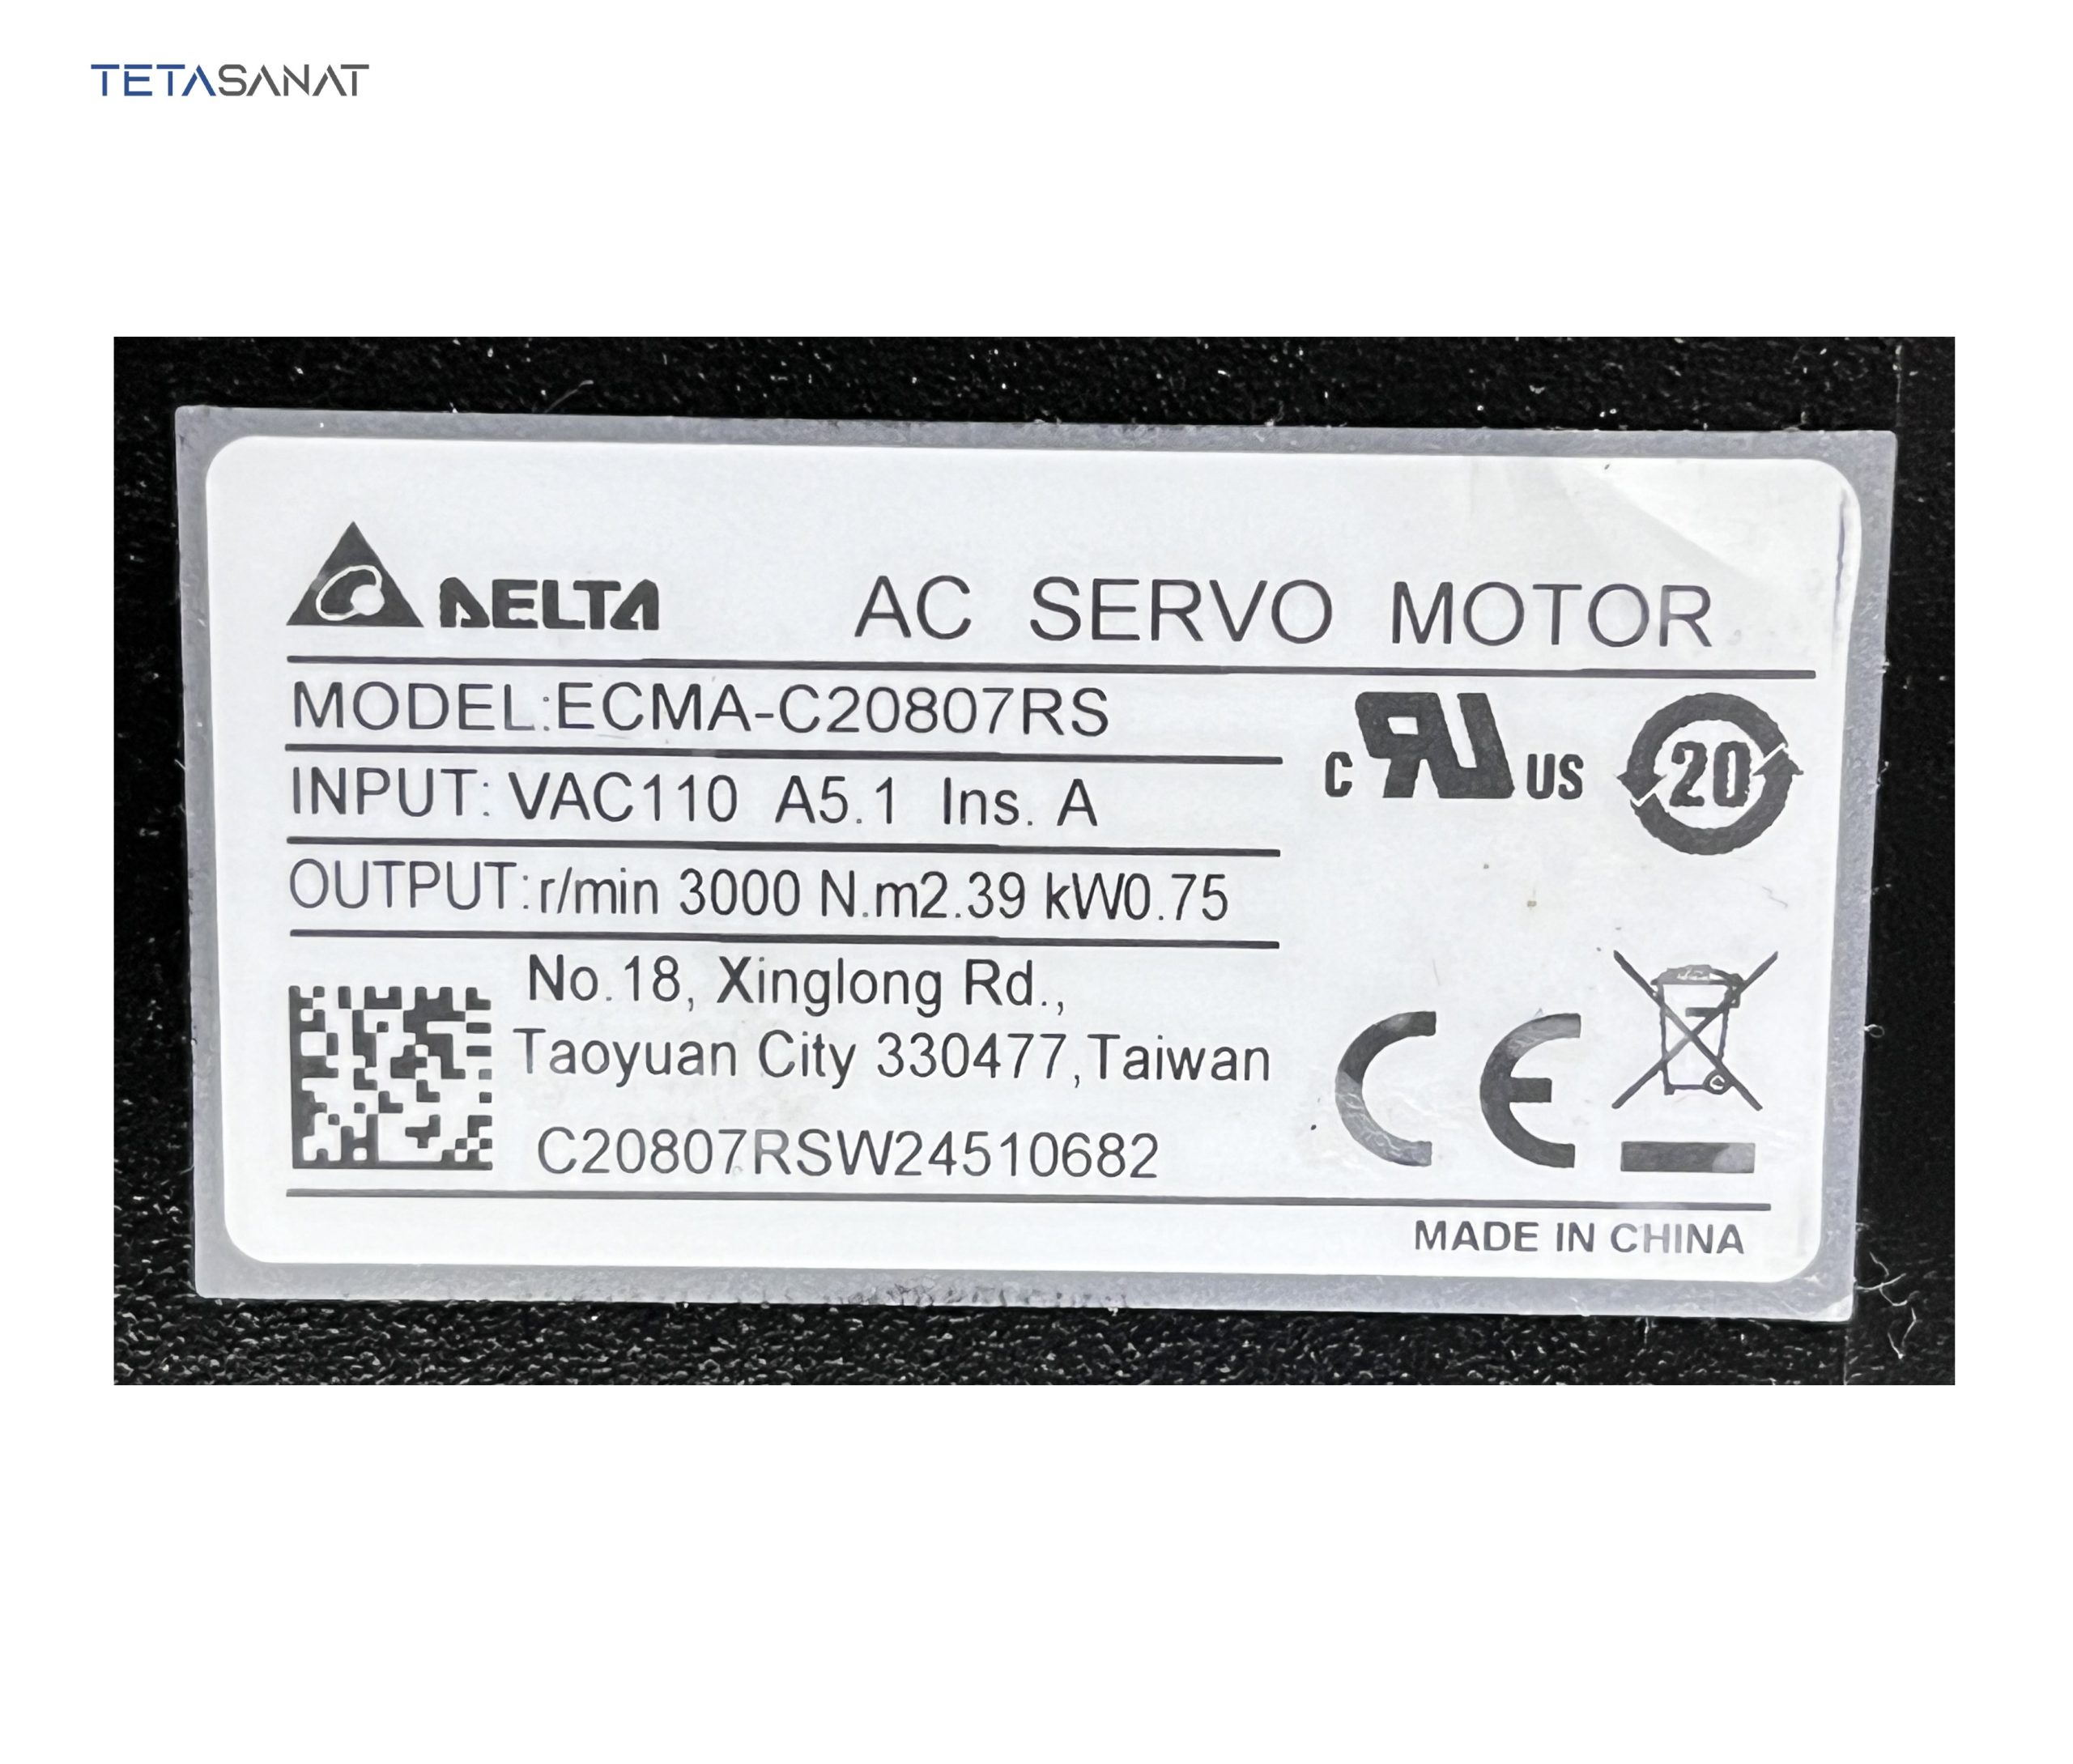 TETASANAT
DELTA AC SERVO MOTOR
MODEL:ECMA-C20807RS
INPUT: VAC110 A5.1 Ins. A
OUTPUT:r/min 3000 N.m2.39 kW0.75
c RU US 20
No.18, Xinglong Rd.,
Taoyuan City 330477,Taiwan
C20807RSW24510682
CE
MADE IN CHINA